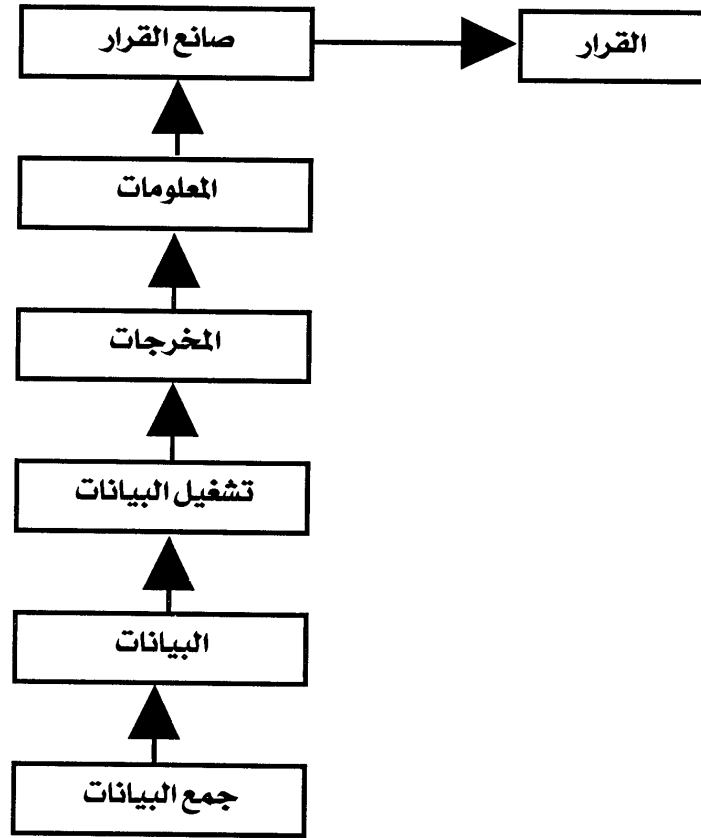 صانع القرار
القرار
المعلومات
المخرجات
تشغيل البيانات
البيانات
جمع البيانات